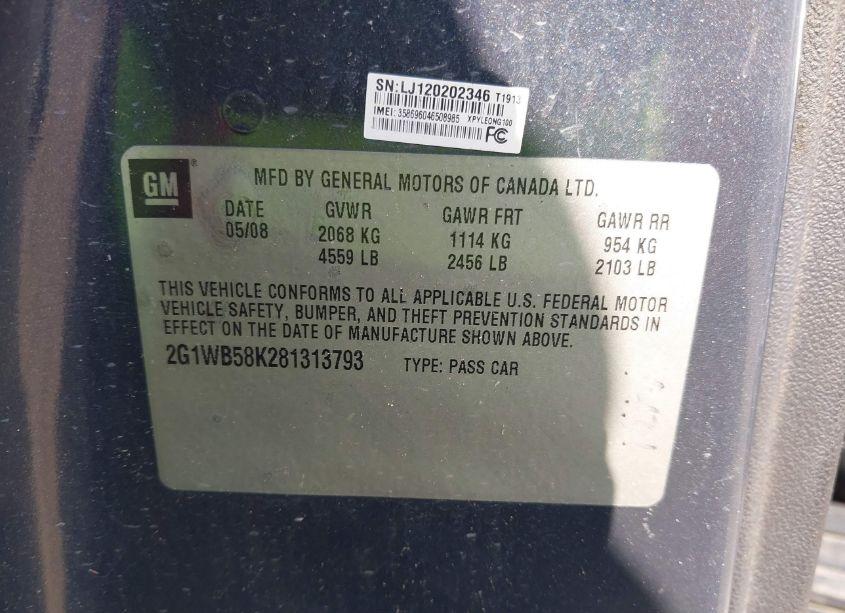 SN:LJ120202346 T1913
IMEI: 358696046508985 XPYLEONG100
FC
GM ®
MFD BY GENERAL MOTORS OF CANADA LTD.
DATE GVWR GAWR FRT GAWR RR
05/08 2068 KG 1114 KG 954 KG
4559 LB 2456 LB 2103 LB
THIS VEHICLE CONFORMS TO ALL APPLICABLE U.S. FEDERAL MOTOR
VEHICLE SAFETY, BUMPER, AND THEFT PREVENTION STANDARDS IN
EFFECT ON THE DATE OF MANUFACTURE SHOWN ABOVE.
2G1WB58K281313793 TYPE: PASS CAR